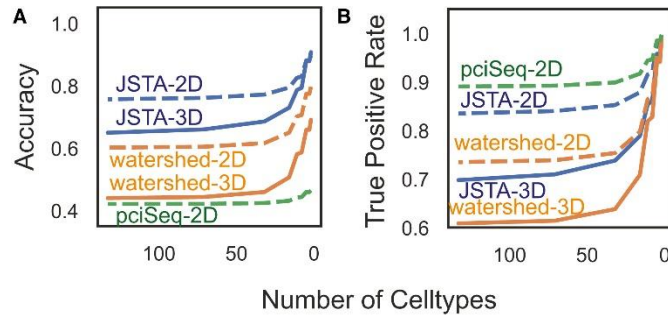 A
Accuracy
1.0
0.8
0.6
0.4
JSTA-2D
JSTA-3D
watershed-2D
watershed-3D
pciSeq-2D
100 50 0
B
True Positive Rate
1.0
0.9
0.8
0.7
0.6
pciSeq-2D
JSTA-2D
watershed-2D
JSTA-3D
watershed-3D
100 50 0
Number of Celltypes